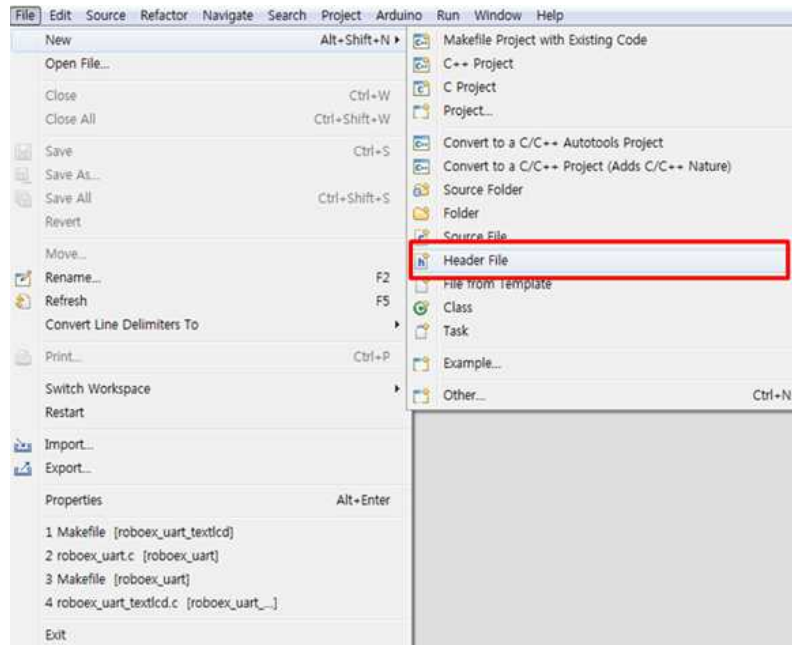 File Edit Source Refactor Navigate Search Project Arduino Run Window Help
New Alt+Shift+N
Open File...
Close Ctrl+W
Close All Ctrl+Shift+W
Save Ctrl+S
Save As...
Save All Ctrl+Shift+S
Revert
Move...
Rename... F2
Refresh F5
Convert Line Delimiters To
Print... Ctrl+P
Switch Workspace
Restart
Import...
Export...
Properties Alt+Enter
1 Makefile [roboex_uart_textlcd]
2 roboex_uart.c [roboex_uart]
3 Makefile [roboex_uart]
4 roboex_uart_textlcd.c [roboex_uart_...]
Exit
Makefile Project with Existing Code
C++ Project
C Project
Project...
Convert to a C/C++ Autotools Project
Convert to a C/C++ Project (Adds C/C++ Nature)
Source Folder
Folder
Source File
Header File
File from Template
Class
Task
Example...
Other... Ctrl+N